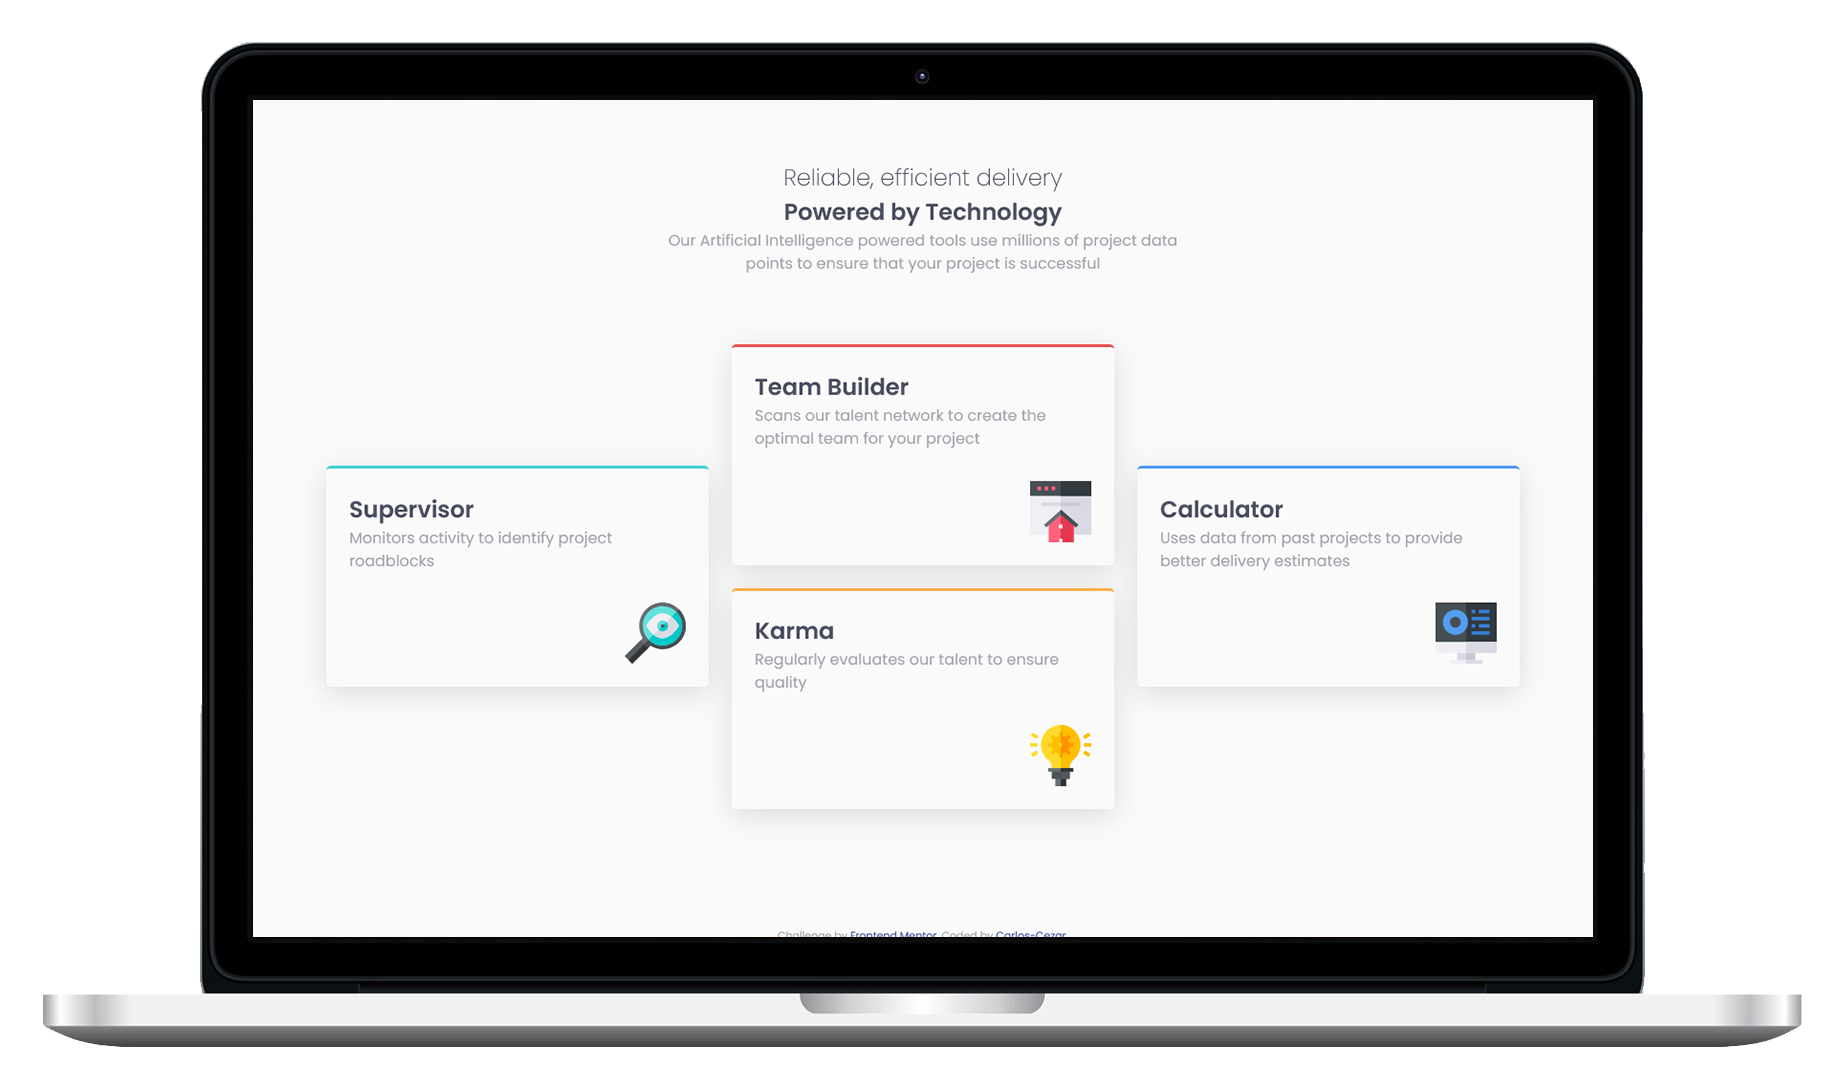 Reliable, efficient delivery
Powered by Technology
Our Artificial Intelligence powered tools use millions of project data
points to ensure that your project is successful
Team Builder
Scans our talent network to create the
optimal team for your project
Supervisor
Monitors activity to identify project
roadblocks
Calculator
Uses data from past projects to provide
better delivery estimates
Karma
Regularly evaluates our talent to ensure
quality
Challenge by Frontend Mentor. Coded by Carlos-Cezar